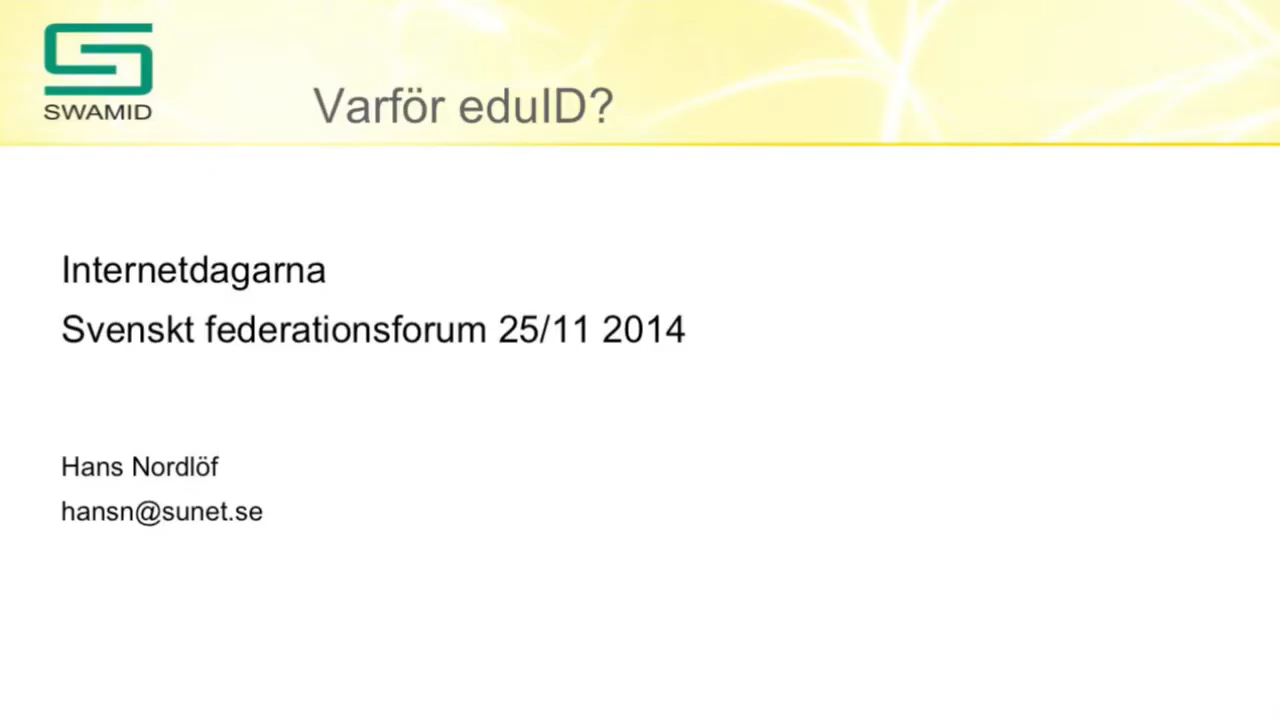 SWAMID
Varför eduID?
Internetdagarna
Svenskt federationsforum 25/11 2014
Hans Nordlöf
hansn@sunet.se